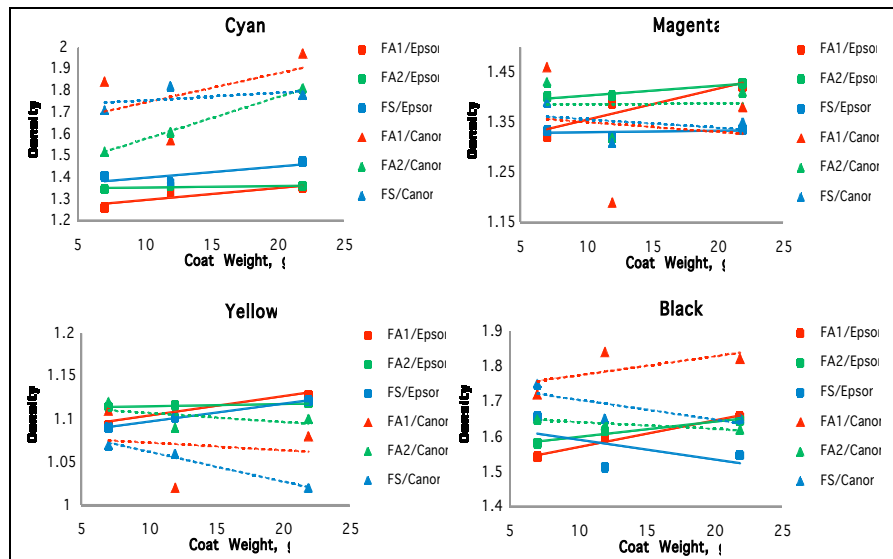 Cyan
Density
2
1.9
1.8
1.7
1.6
1.5
1.4
1.3
1.2
5 10 15 20 25
Coat Weight, g
FA1/Epsor
FA2/Epsor
FS/Epsor
FA1/Canor
FA2/Canor
FS/Canor
Magenta
Density
1.45
1.35
1.25
1.15
5 10 15 20 25
Coat Weight, g
FA1/Epsor
FA2/Epsor
FS/Epsor
FA1/Canor
FA2/Canor
FS/Canor
Yellow
Density
1.2
1.15
1.1
1.05
1
5 10 15 20 25
Coat Weight, g
FA1/Epsor
FA2/Epsor
FS/Epsor
FA1/Canor
FA2/Canor
FS/Canor
Black
Density
1.9
1.8
1.7
1.6
1.5
1.4
5 10 15 20 25
Coat Weight, g
FA1/Epsor
FA2/Epsor
FS/Epsor
FA1/Canor
FA2/Canor
FS/Canor